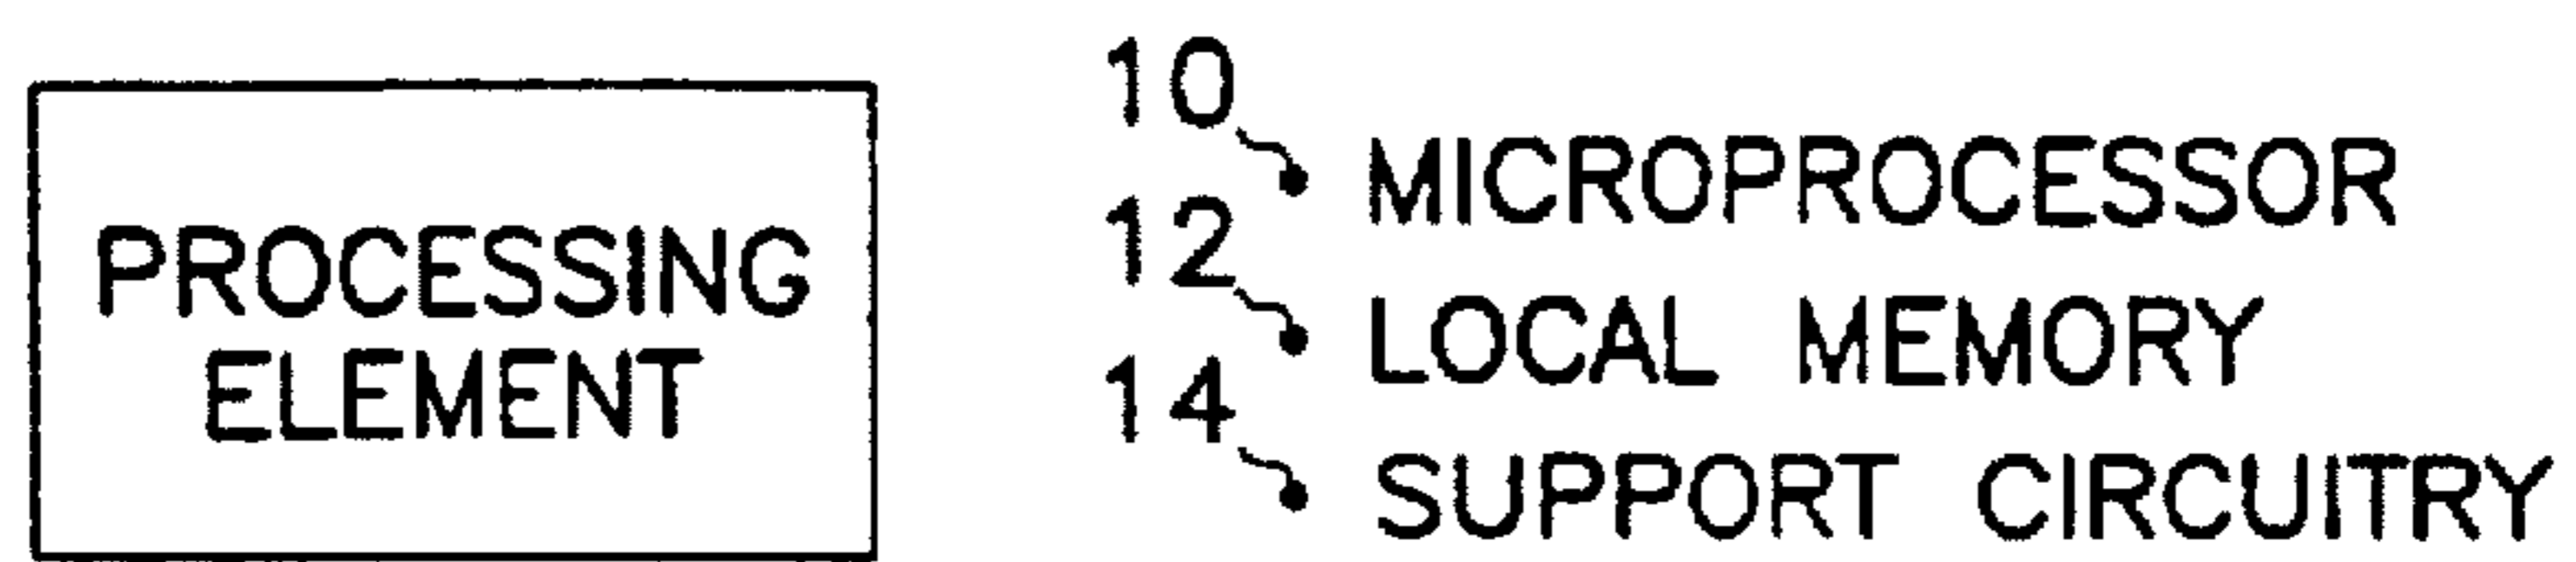 PROCESSING
ELEMENT
10
MICROPROCESSOR
12
LOCAL MEMORY
14
SUPPORT CIRCUITRY